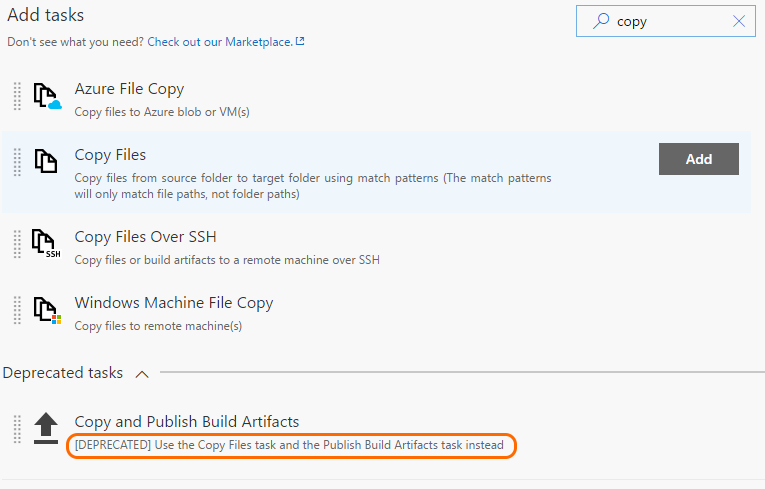 Add tasks
copy
Don't see what you need? Check out our Marketplace.
Azure File Copy
Copy files to Azure blob or VM(s)
Copy Files
Add
Copy files from source folder to target folder using match patterns (The match patterns
will only match file paths, not folder paths)
Copy Files Over SSH
SSH
Copy files or build artifacts to a remote machine over SSH
Windows Machine File Copy
Copy files to remote machine(s)
Deprecated tasks
Copy and Publish Build Artifacts
[DEPRECATED] Use the Copy Files task and the Publish Build Artifacts task instead